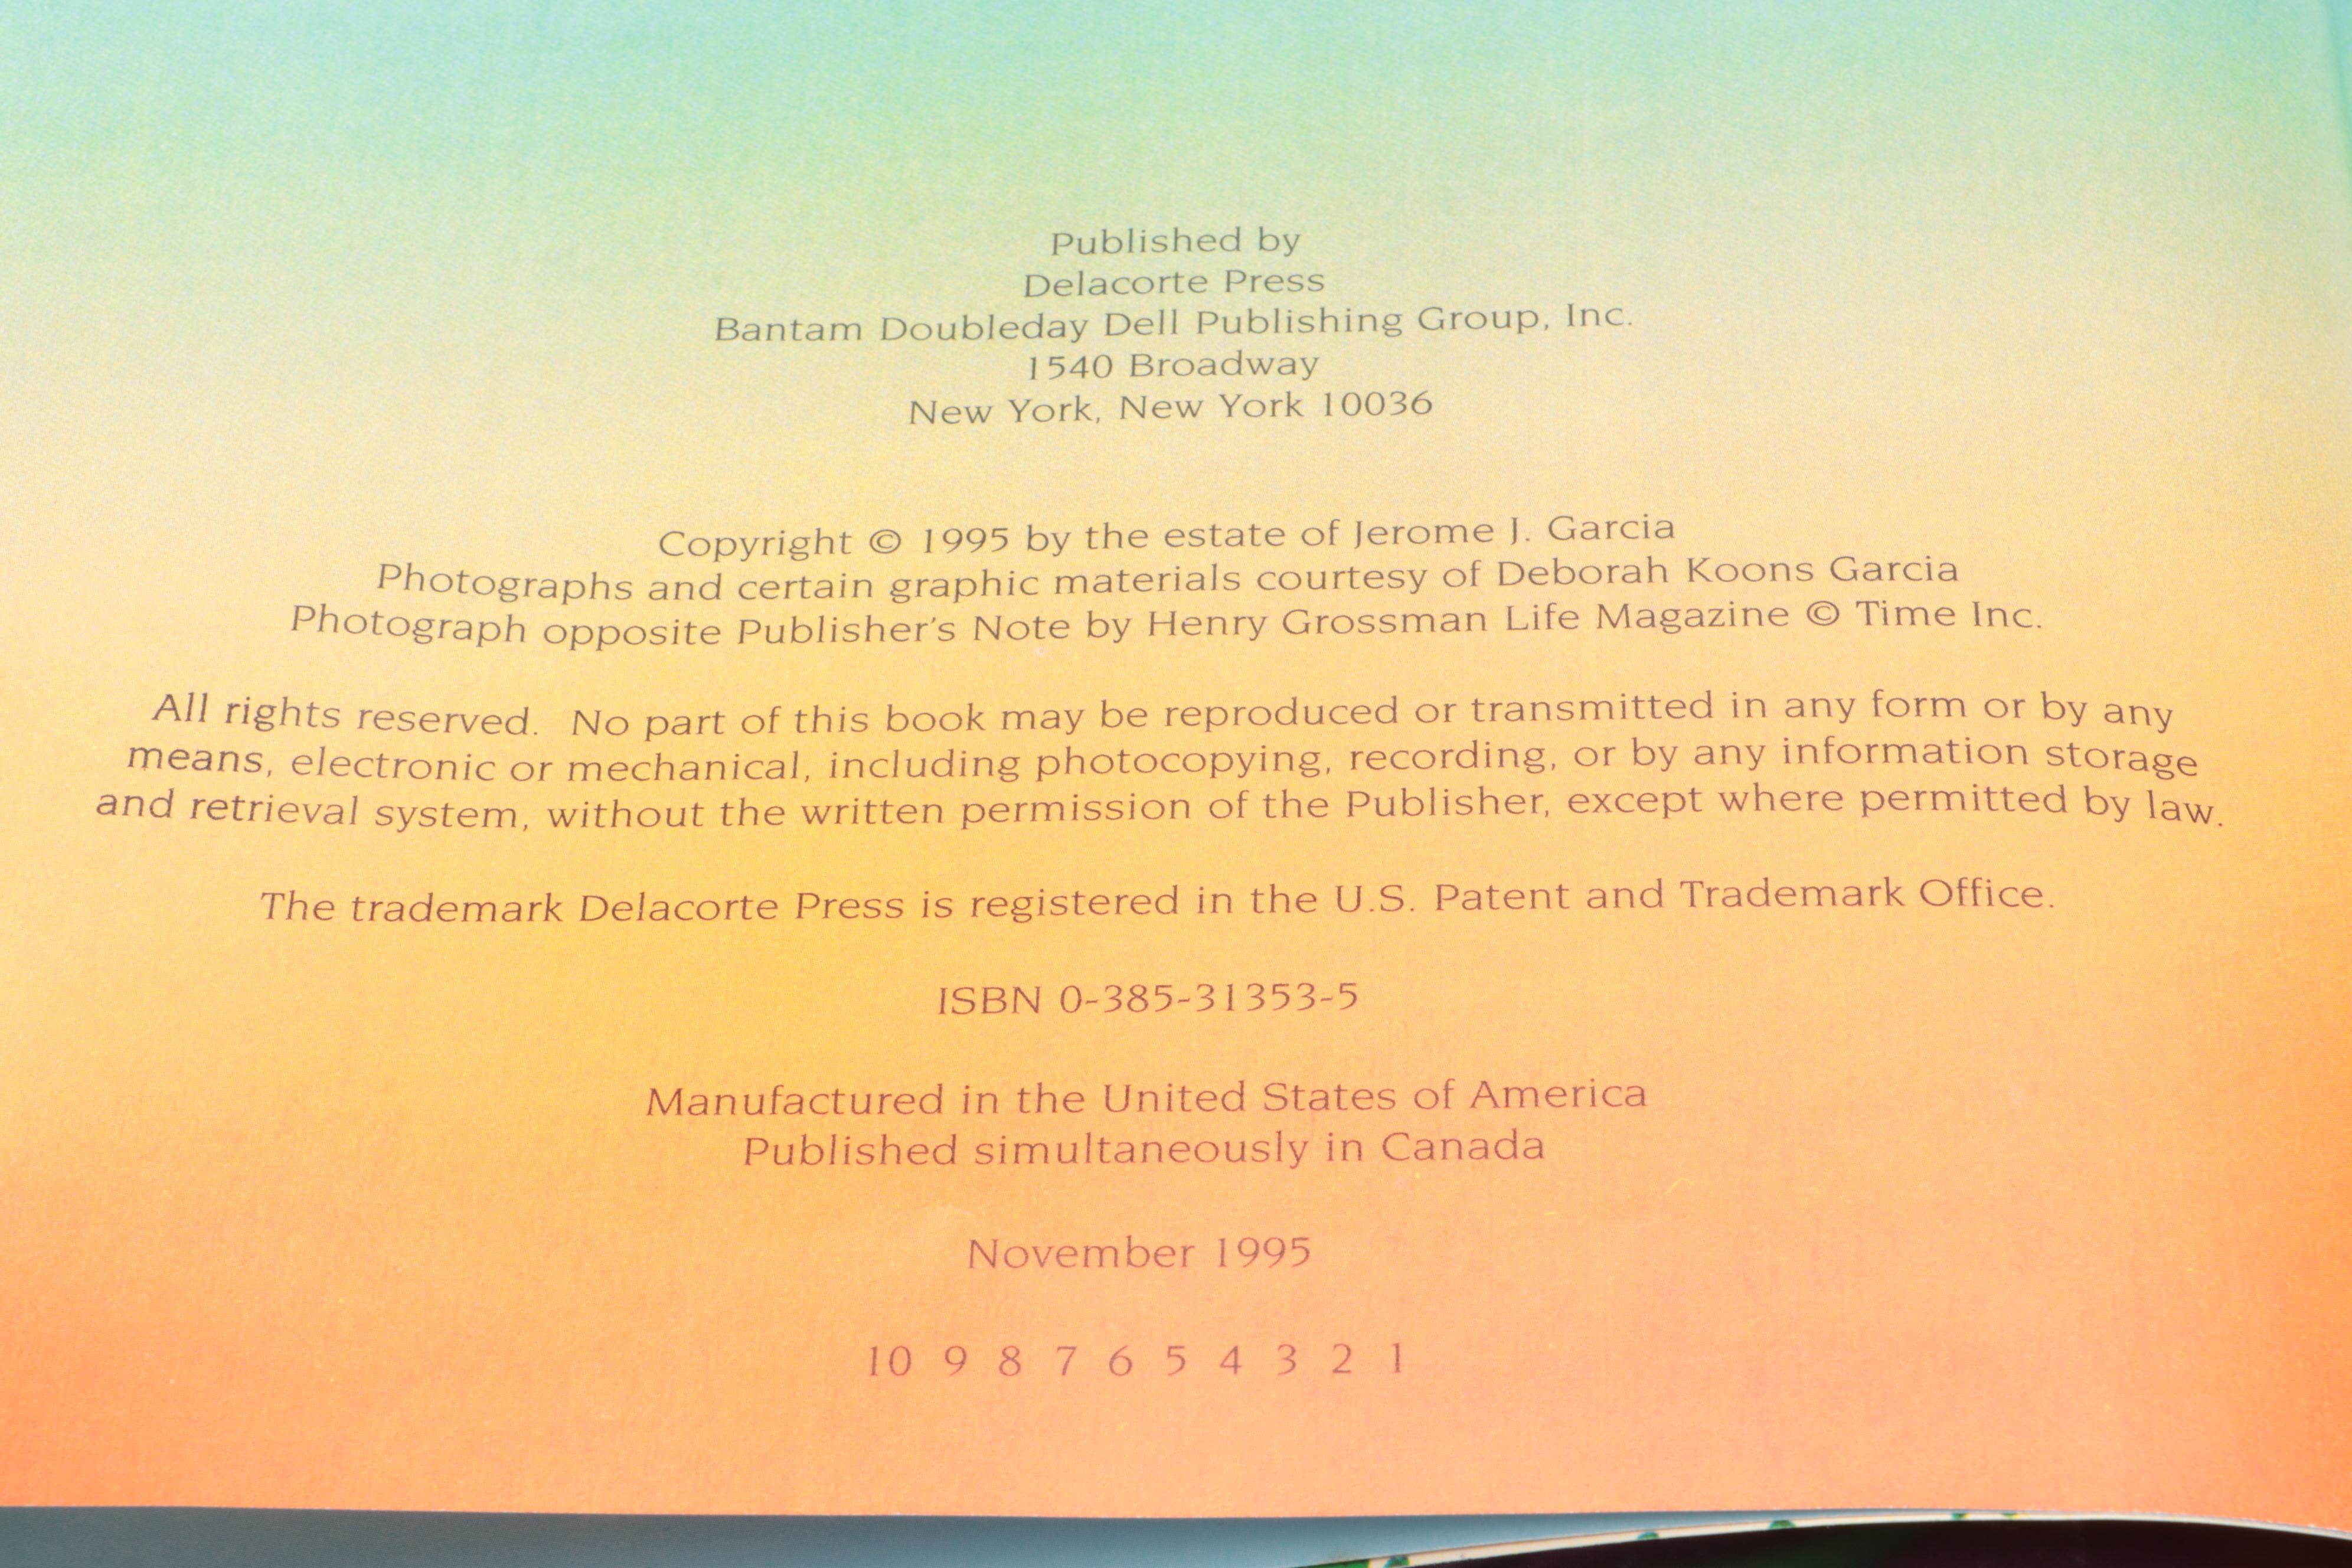 Published by
Delacorte Press
Bantam Doubleday Dell Publishing Group, Inc.
1540 Broadway
New York, New York 10036
Copyright © 1995 by the estate of Jerome J. Garcia
Photographs and certain graphic materials courtesy of Deborah Koons Garcia
Photograph opposite Publisher's Note by Henry Grossman Life Magazine © Time Inc.
All rights reserved. No part of this book may be reproduced or transmitted in any form or by any
means, electronic or mechanical, including photocopying, recording, or by any information storage
and retrieval system, without the written permission of the Publisher, except where permitted by law.
The trademark Delacorte Press is registered in the U.S. Patent and Trademark Office.
ISBN 0-385-31353-5
Manufactured in the United States of America
Published simultaneously in Canada
November 1995
10 9 8 7 6 5 4 3 2 1